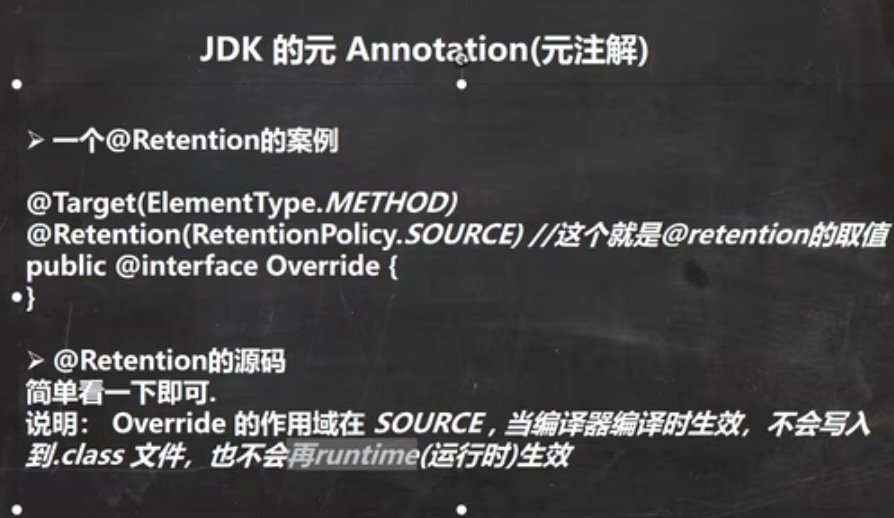 JDK 的元 Annotation(元注解)
➢ 一个@Retention的案例
@Target(ElementType.METHOD)
@Retention(RetentionPolicy.SOURCE) //这个就是@retention的取值
public @interface Override {
}
➢ @Retention的源码
简单看一下即可.
说明： Override 的作用域在 SOURCE , 当编译器编译时生效，不会写入
到.class 文件，也不会再runtime(运行时)生效